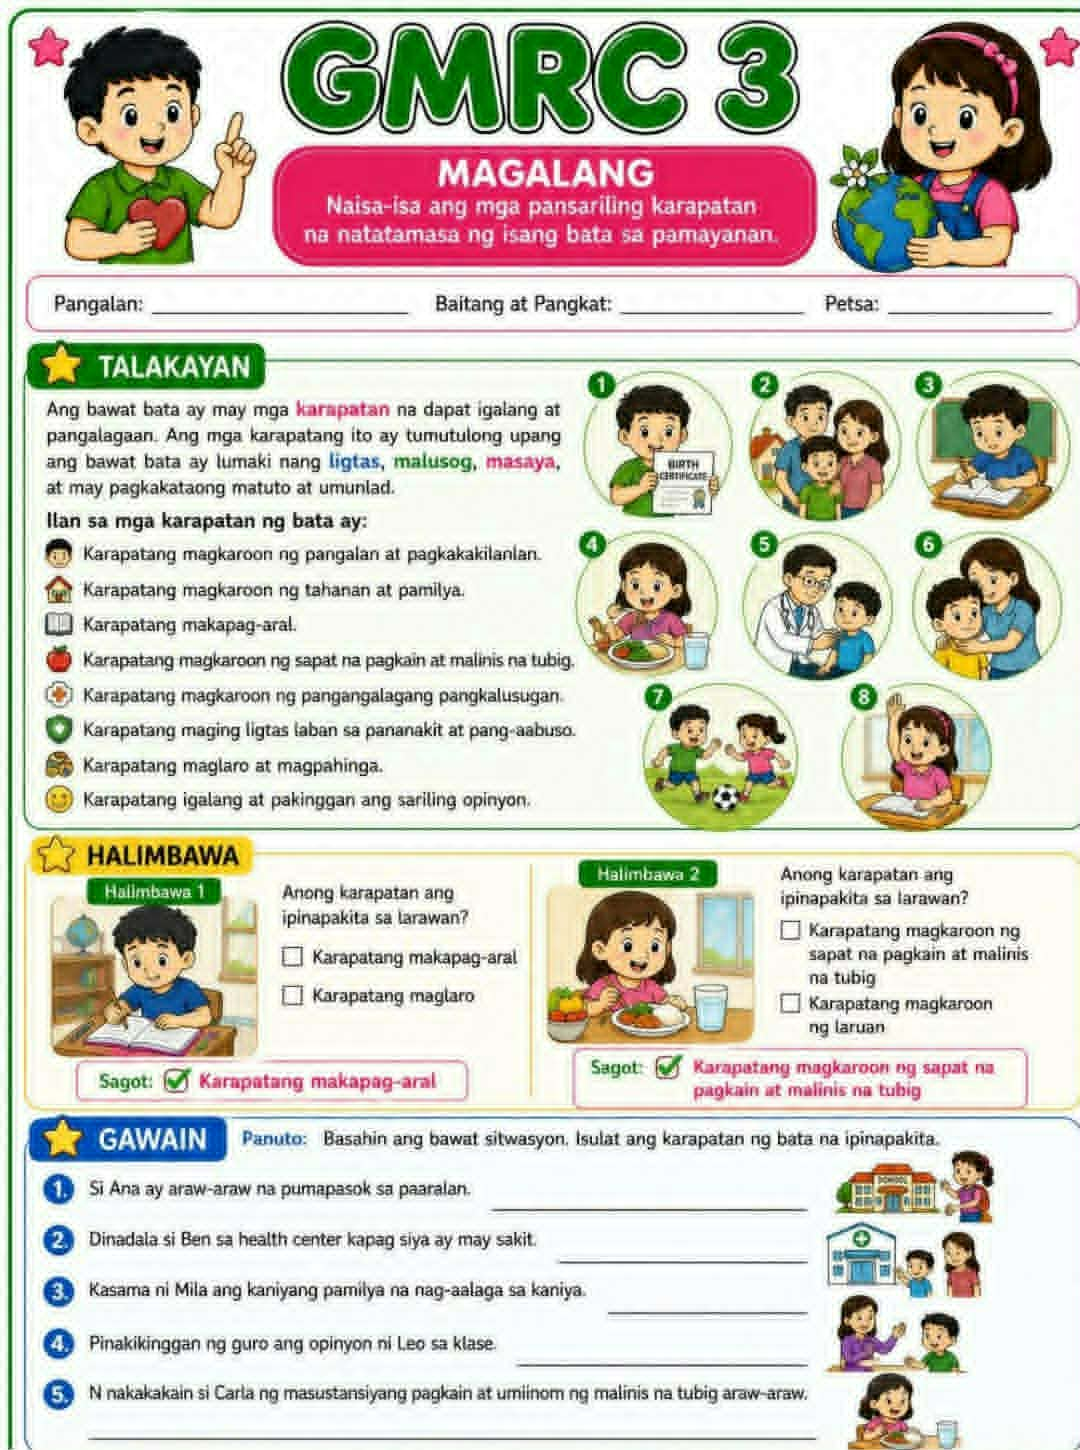 GMRC 3
MAGALANG
Naisa-isa ang mga pansariling karapatan
na natatamasa ng isang bata sa pamayanan.
Pangalan: Baitang at Pangkat: Petsa:
TALAKAYAN
Ang bawat bata ay may mga karapatan na dapat igalang at
pangalagaan. Ang mga karapatang ito ay tumutulong upang
ang bawat bata ay lumaki nang ligtas, malusog, masaya,
at may pagkakataong matuto at umunlad.
Ilan sa mga karapatan ng bata ay:
Karapatang magkaroon ng pangalan at pagkakakilanlan.
Karapatang magkaroon ng tahanan at pamilya.
Karapatang makapag-aral.
Karapatang magkaroon ng sapat na pagkain at malinis na tubig.
Karapatang magkaroon ng pangangalagang pangkalusugan.
Karapatang maging ligtas laban sa pananakit at pang-aabuso.
Karapatang maglaro at magpahinga.
Karapatang igalang at pakinggan ang sariling opinyon.
1
BIRTH
CERTIFICATE
2
3
4
5
6
7
8
HALIMBAWA
Halimbawa 1
Anong karapatan ang
ipinapakita sa larawan?
Karapatang makapag-aral
Karapatang maglaro
Sagot: Karapatang makapag-aral
Halimbawa 2
Anong karapatan ang
ipinapakita sa larawan?
Karapatang magkaroon ng
sapat na pagkain at malinis
na tubig
Karapatang magkaroon
ng laruan
Sagot: Karapatang magkaroon ng sapat na
pagkain at malinis na tubig
GAWAIN
Panuto: Basahin ang bawat sitwasyon. Isulat ang karapatan ng bata na ipinapakita.
1. Si Ana ay araw-araw na pumapasok sa paaralan.
SCHOOL
2. Dinadala si Ben sa health center kapag siya ay may sakit.
3. Kasama ni Mila ang kaniyang pamilya na nag-aalaga sa kaniya.
4. Pinakikinggan ng guro ang opinyon ni Leo sa klase.
5. N nakakakain si Carla ng masustansiyang pagkain at umiinom ng malinis na tubig araw-araw.